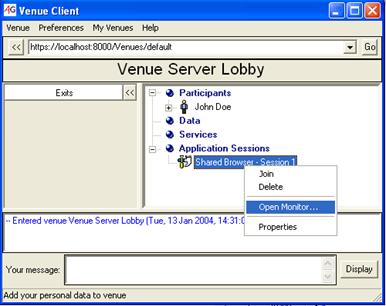 AG Venue Client
Venue Preferences My Venues Help
<< https://localhost:8000/Venues/default Go
Venue Server Lobby
Exits <<
Participants
John Doe
Data
Services
Application Sessions
Shared Browser - Session 1
Join
Delete
Open Monitor...
Properties
-- Entered venue Venue Server Lobby (Tue, 13 Jan 2004, 14:31:0
Your message: Display
Add your personal data to venue